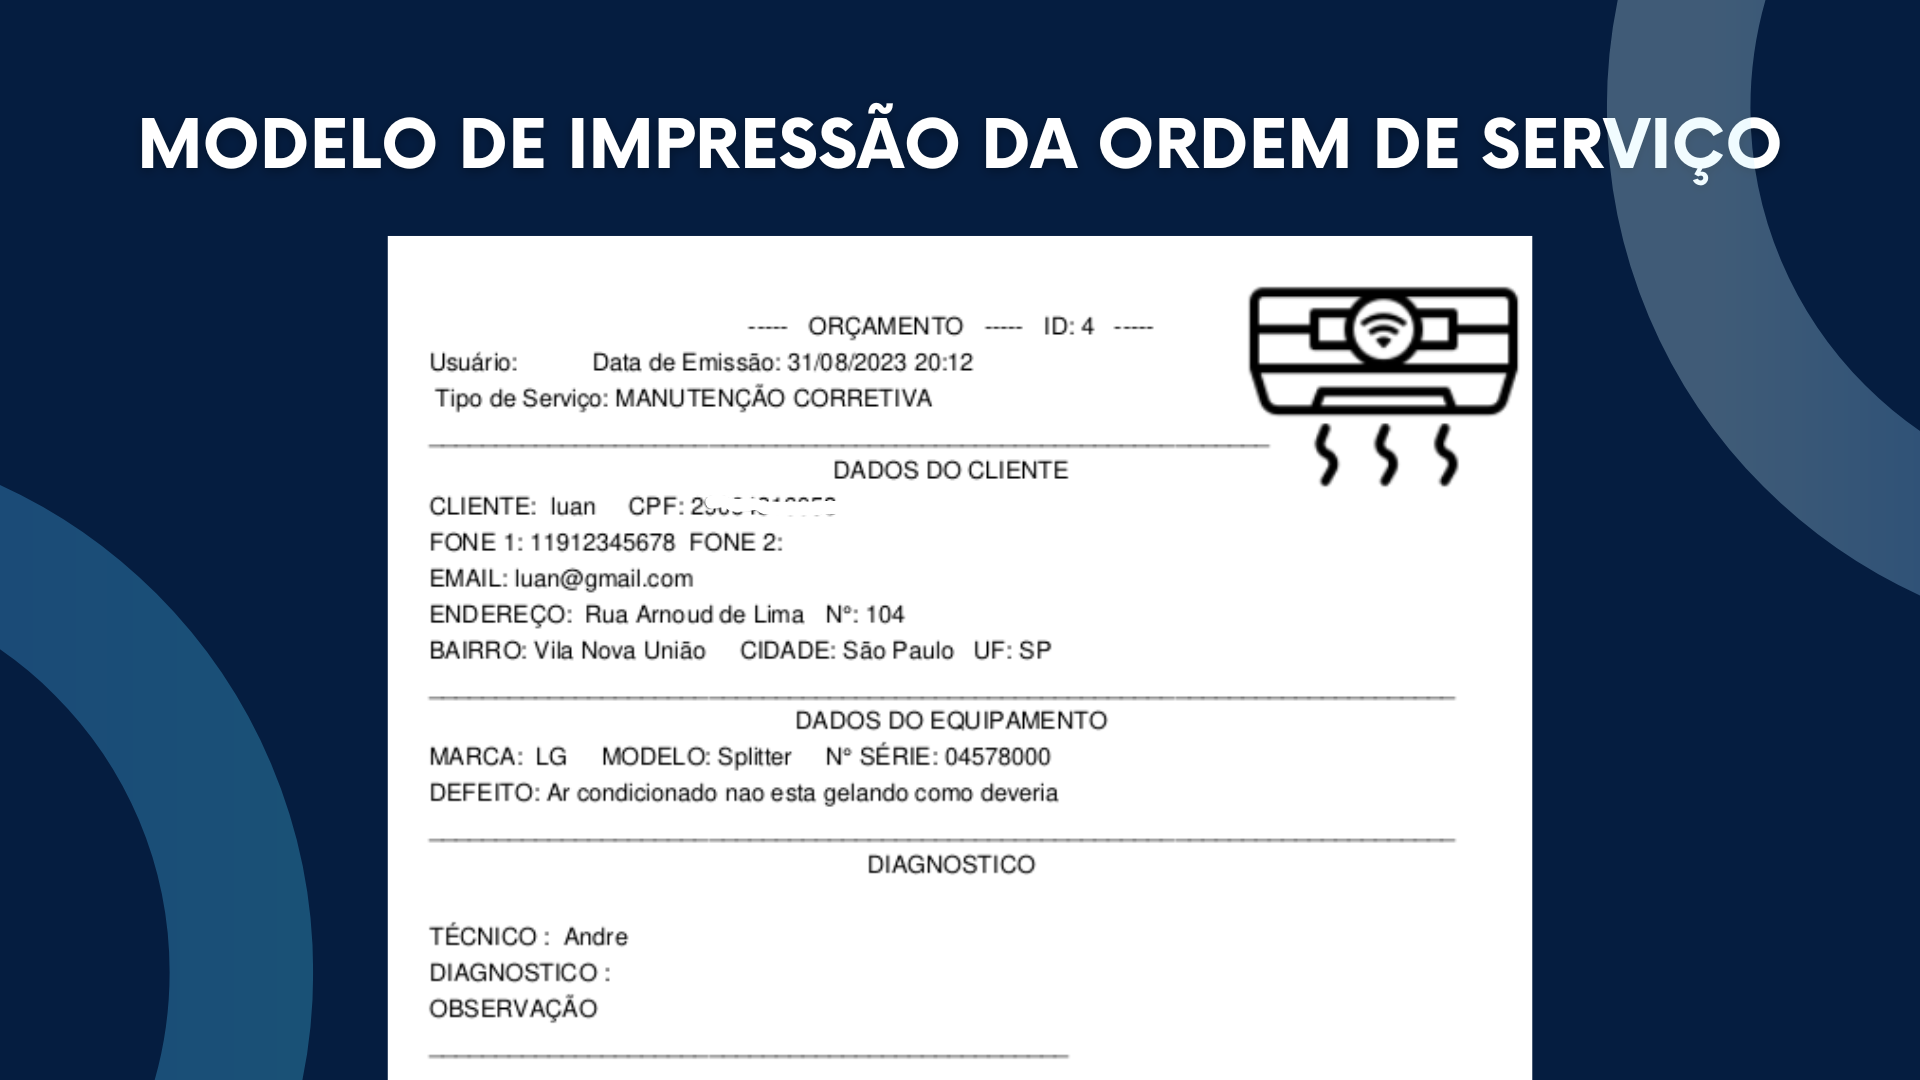 MODELO DE IMPRESSÃO DA ORDEM DE SERVIÇO
----- ORÇAMENTO ----- ID: 4 -----
Usuário: Data de Emissão: 31/08/2023 20:12
Tipo de Serviço: MANUTENÇÃO CORRETIVA
DADOS DO CLIENTE
CLIENTE: luan CPF:
FONE 1: 11912345678 FONE 2:
EMAIL: luan@gmail.com
ENDEREÇO: Rua Arnoud de Lima N°: 104
BAIRRO: Vila Nova União CIDADE: São Paulo UF: SP
DADOS DO EQUIPAMENTO
MARCA: LG MODELO: Splitter N° SÉRIE: 04578000
DEFEITO: Ar condicionado nao esta gelando como deveria
DIAGNOSTICO
TÉCNICO : Andre
DIAGNOSTICO :
OBSERVAÇÃO